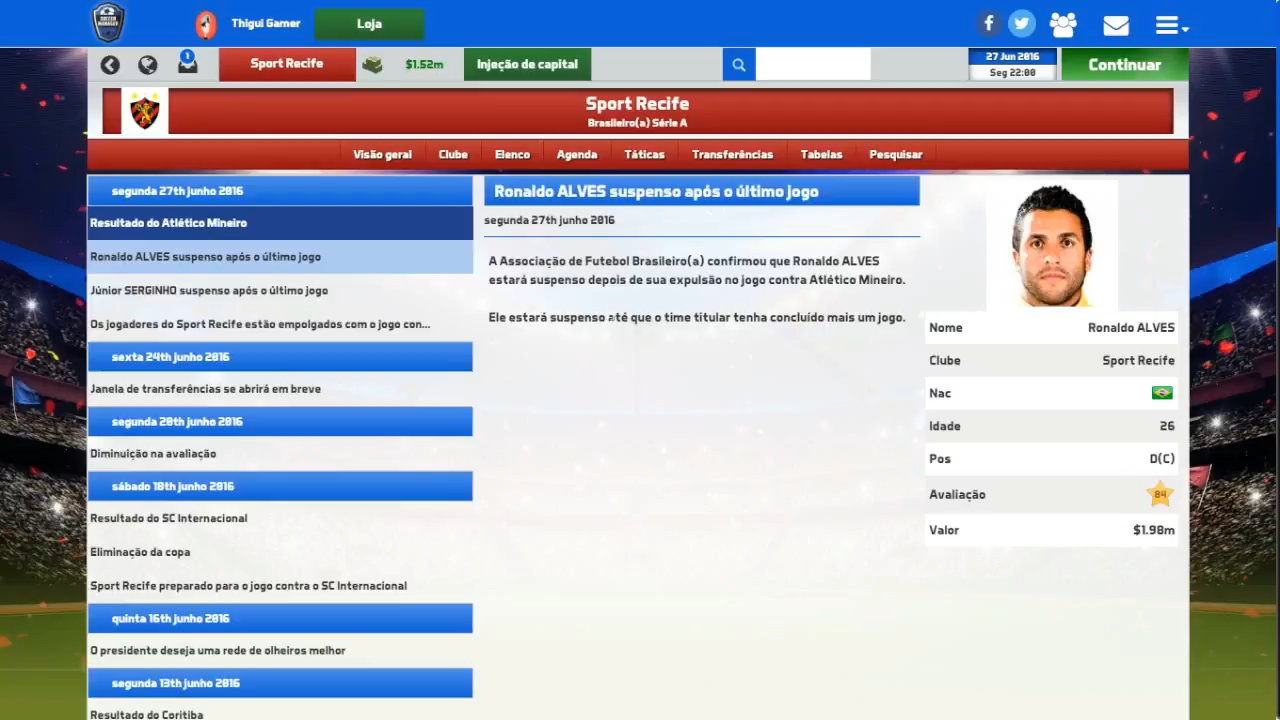 SOCCER MANAGER
Thigui Gamer
Loja
1
Sport Recife
$1.52m
Injeção de capital
27 Jun 2016
Seg 22:00
Continuar
Sport Recife
Brasileiro(a) Série A
Visão geral
Clube
Elenco
Agenda
Táticas
Transferências
Tabelas
Pesquisar
segunda 27th junho 2016
Resultado do Atlético Mineiro
Ronaldo ALVES suspenso após o último jogo
Júnior SERGINHO suspenso após o último jogo
Os jogadores do Sport Recife estão empolgados com o jogo con...
sexta 24th junho 2016
Janela de transferências se abrirá em breve
segunda 20th junho 2016
Diminuição na avaliação
sábado 18th junho 2016
Resultado do SC Internacional
Eliminação da copa
Sport Recife preparado para o jogo contra o SC Internacional
quinta 16th junho 2016
O presidente deseja uma rede de olheiros melhor
segunda 13th junho 2016
Resultado do Coritiba
Ronaldo ALVES suspenso após o último jogo
segunda 27th junho 2016
A Associação de Futebol Brasileiro(a) confirmou que Ronaldo ALVES
estará suspenso depois de sua expulsão no jogo contra Atlético Mineiro.
Ele estará suspenso até que o time titular tenha concluído mais um jogo.
Nome Ronaldo ALVES
Clube Sport Recife
Nac
Idade 26
Pos D(C)
Avaliação 84
Valor $1.98m